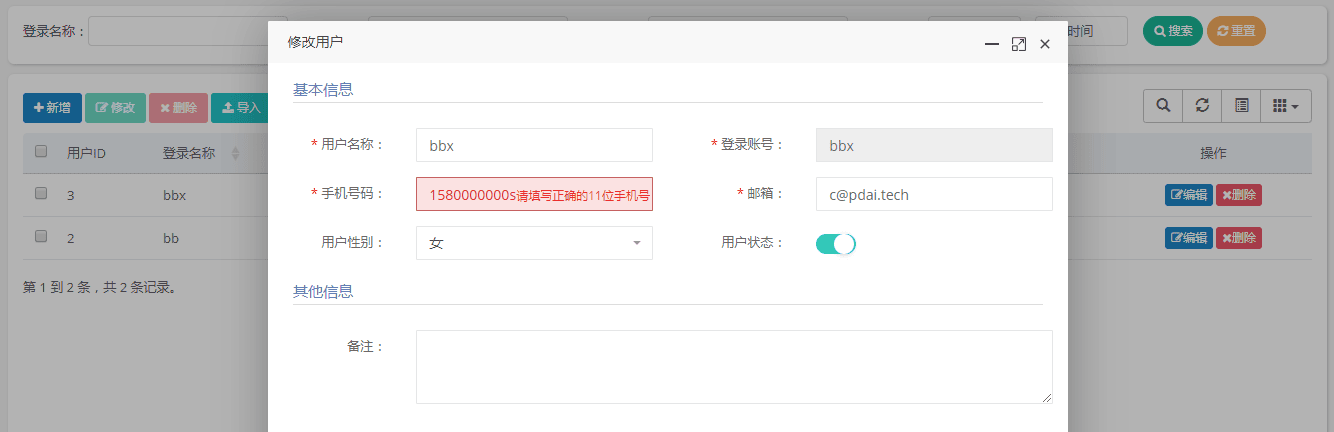 登录名称： 时间 搜索 重置
修改用户
基本信息
新增 修改 删除 导入
* 用户名称： bbx * 登录账号： bbx
用户ID 登录名称 操作
* 手机号码： 1580000000s请填写正确的11位手机号 * 邮箱： c@pdai.tech
3 bbx 编辑 删除
用户性别： 女 用户状态：
2 bb 编辑 删除
第 1 到 2 条，共 2 条记录。
其他信息
备注：